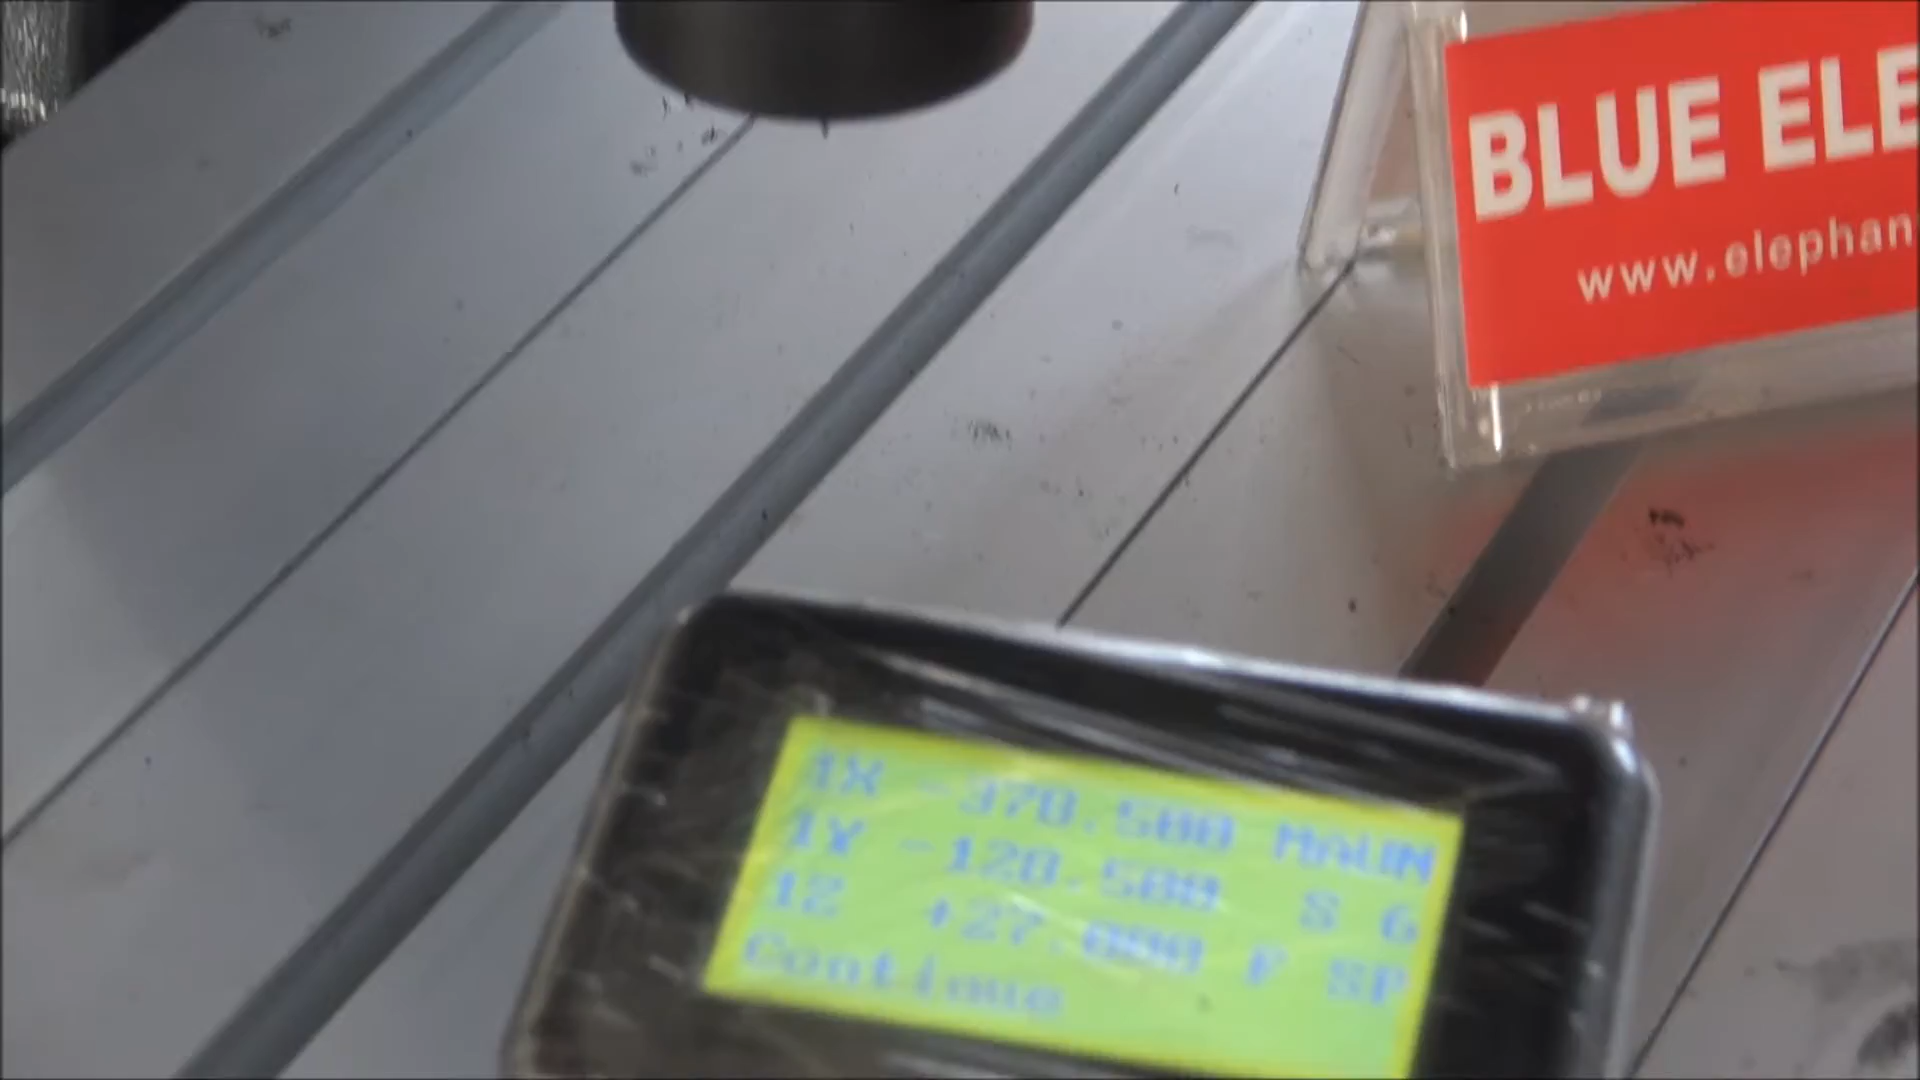 BLUE ELE
www.elephan
1X -370.500 MAUN
1Y -120.500 S 6
1Z +27.000 F SP
Continue